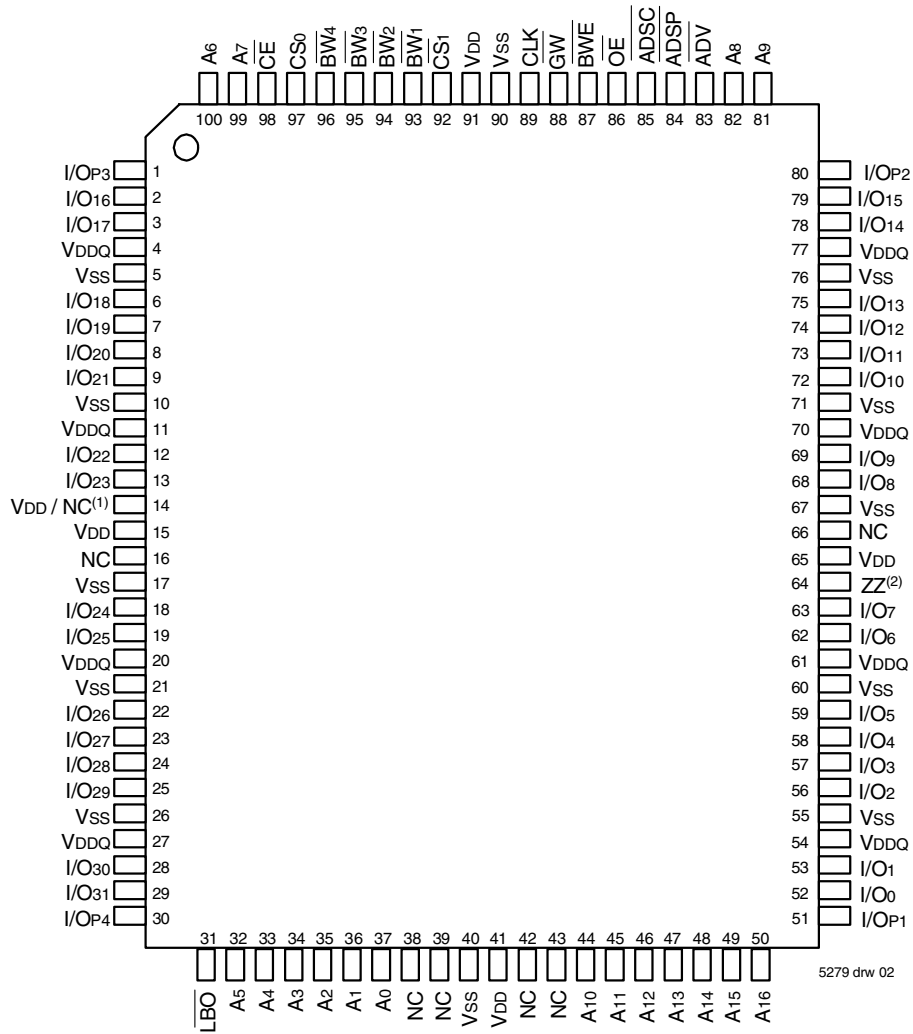 A6 A7 CE CS0 BW4 BW3 BW2 BW1 CS1 VDD VSS CLK GW BWE OE ADSC ADSP ADV A8 A9
100 99 98 97 96 95 94 93 92 91 90 89 88 87 86 85 84 83 82 81
I/OP3 1 80 I/OP2
I/O16 2 79 I/O15
I/O17 3 78 I/O14
VDDQ 4 77 VDDQ
VSS 5 76 VSS
I/O18 6 75 I/O13
I/O19 7 74 I/O12
I/O20 8 73 I/O11
I/O21 9 72 I/O10
VSS 10 71 VSS
VDDQ 11 70 VDDQ
I/O22 12 69 I/O9
I/O23 13 68 I/O8
VDD / NC(1) 14 67 VSS
VDD 15 66 NC
NC 16 65 VDD
VSS 17 64 ZZ(2)
I/O24 18 63 I/O7
I/O25 19 62 I/O6
VDDQ 20 61 VDDQ
VSS 21 60 VSS
I/O26 22 59 I/O5
I/O27 23 58 I/O4
I/O28 24 57 I/O3
I/O29 25 56 I/O2
VSS 26 55 VSS
VDDQ 27 54 VDDQ
I/O30 28 53 I/O1
I/O31 29 52 I/O0
I/OP4 30 51 I/OP1
31 32 33 34 35 36 37 38 39 40 41 42 43 44 45 46 47 48 49 50
LBO A5 A4 A3 A2 A1 A0 NC NC VSS VDD NC NC A10 A11 A12 A13 A14 A15 A16
5279 drw 02